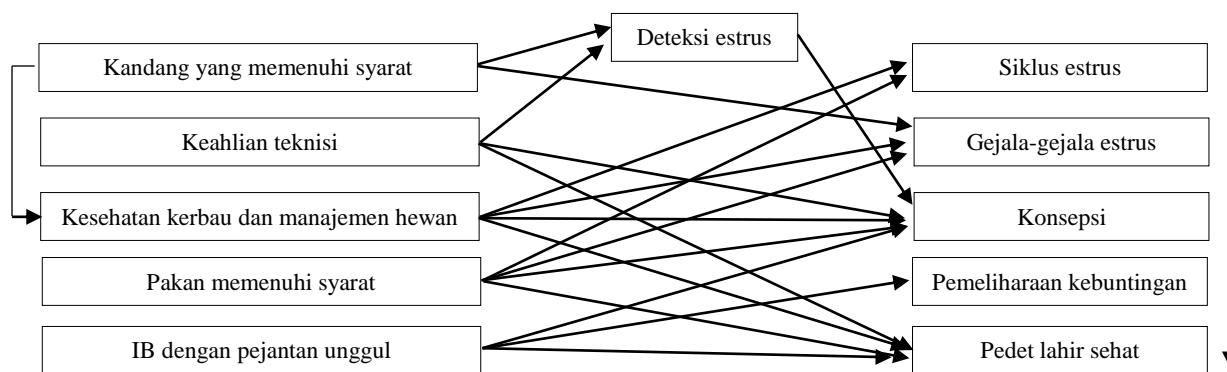 Deteksi estrus
Kandang yang memenuhi syarat
Siklus estrus
Keahlian teknisi
Gejala-gejala estrus
Kesehatan kerbau dan manajemen hewan
Konsepsi
Pakan memenuhi syarat
Pemeliharaan kebuntingan
IB dengan pejantan unggul
Pedet lahir sehat